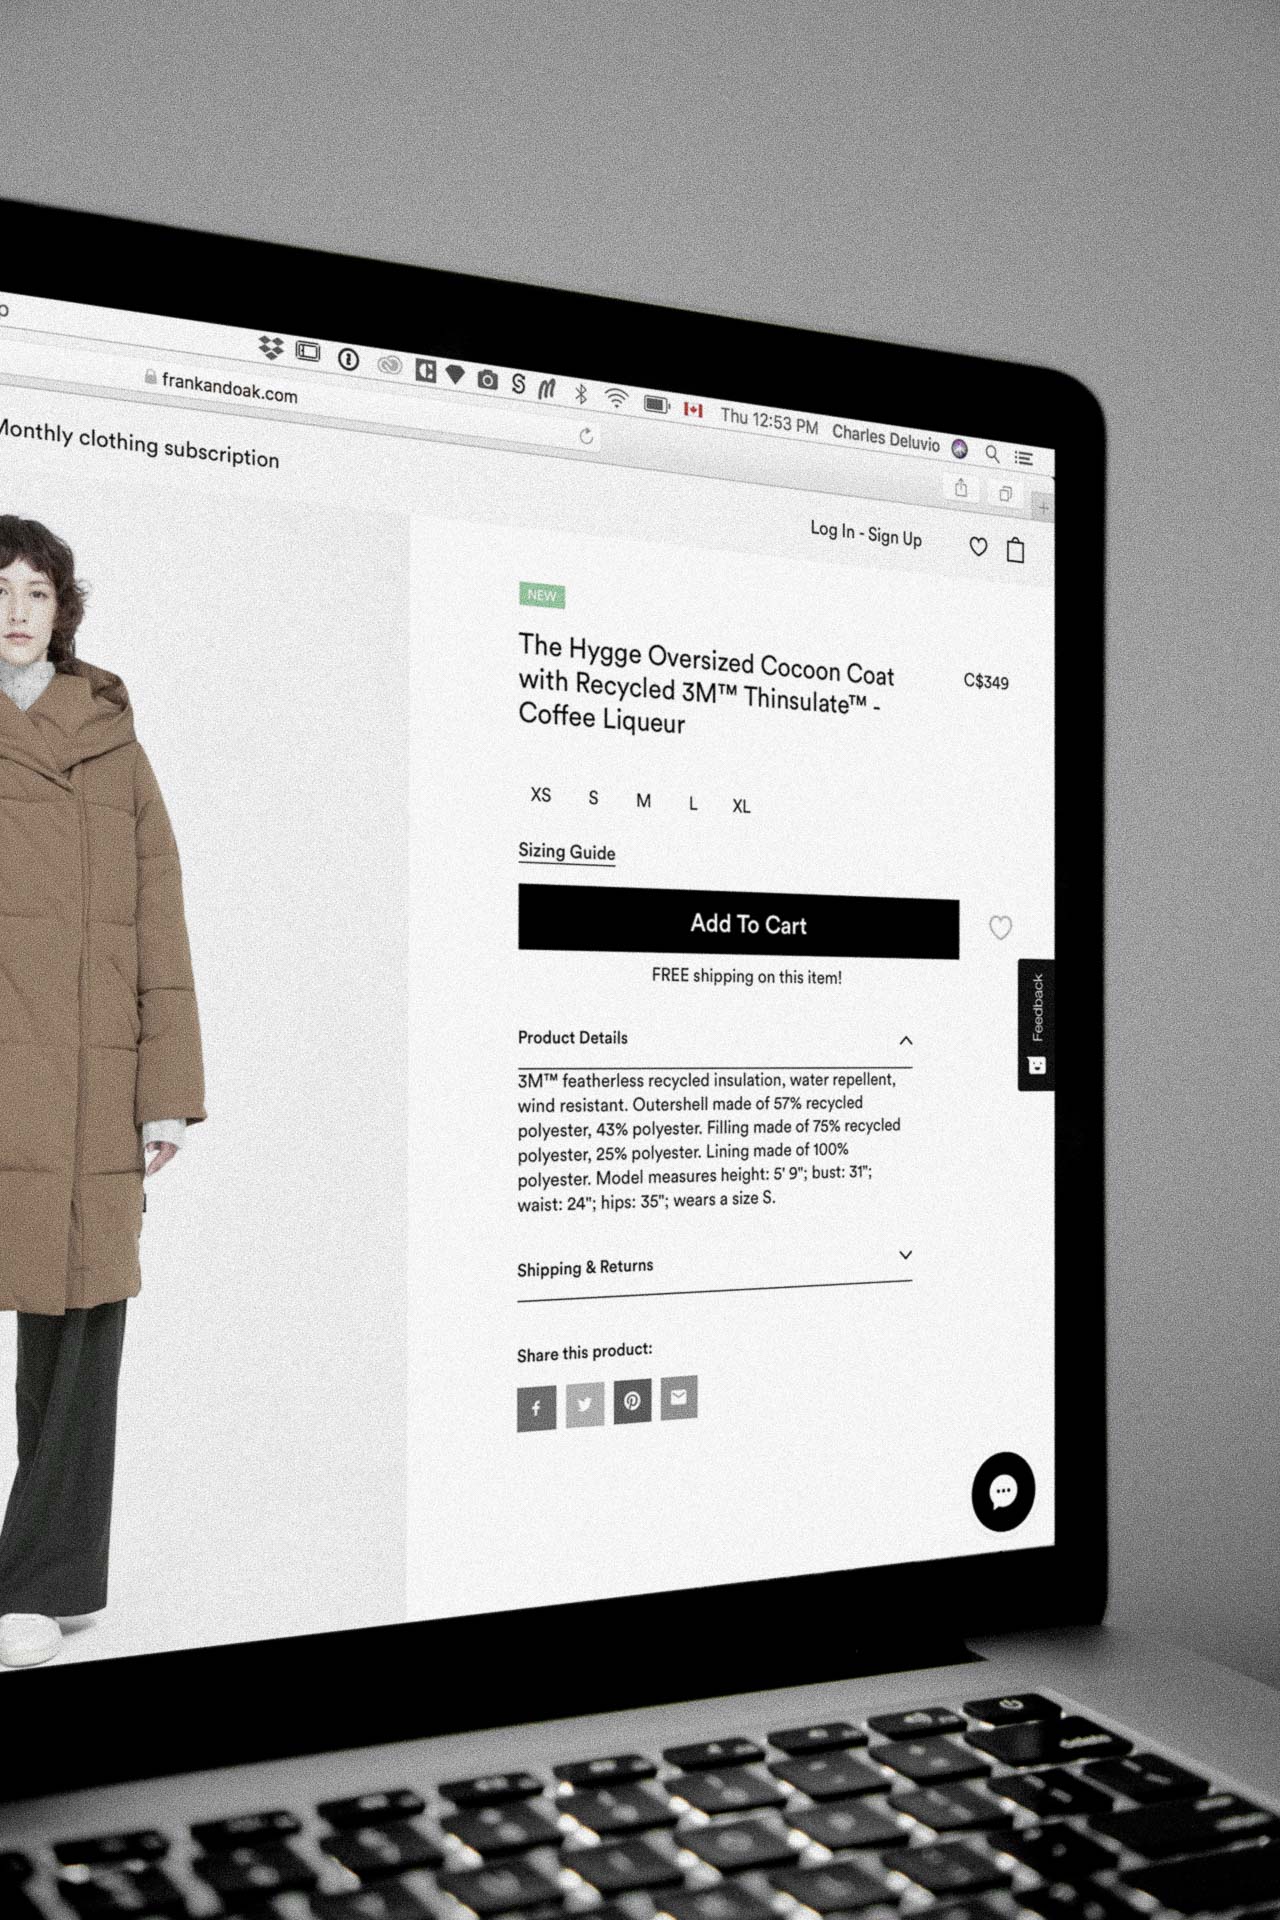 Thu 12:53 PM Charles Deluvio
frankandoak.com
Monthly clothing subscription
Log In - Sign Up
NEW
The Hygge Oversized Cocoon Coat
with Recycled 3M™ Thinsulate™ -
Coffee Liqueur
C$349
XS S M L XL
Sizing Guide
Add To Cart
FREE shipping on this item!
Feedback
Product Details
3M™ featherless recycled insulation, water repellent,
wind resistant. Outershell made of 57% recycled
polyester, 43% polyester. Filling made of 75% recycled
polyester, 25% polyester. Lining made of 100%
polyester. Model measures height: 5' 9"; bust: 31";
waist: 24"; hips: 35"; wears a size S.
Shipping & Returns
Share this product: